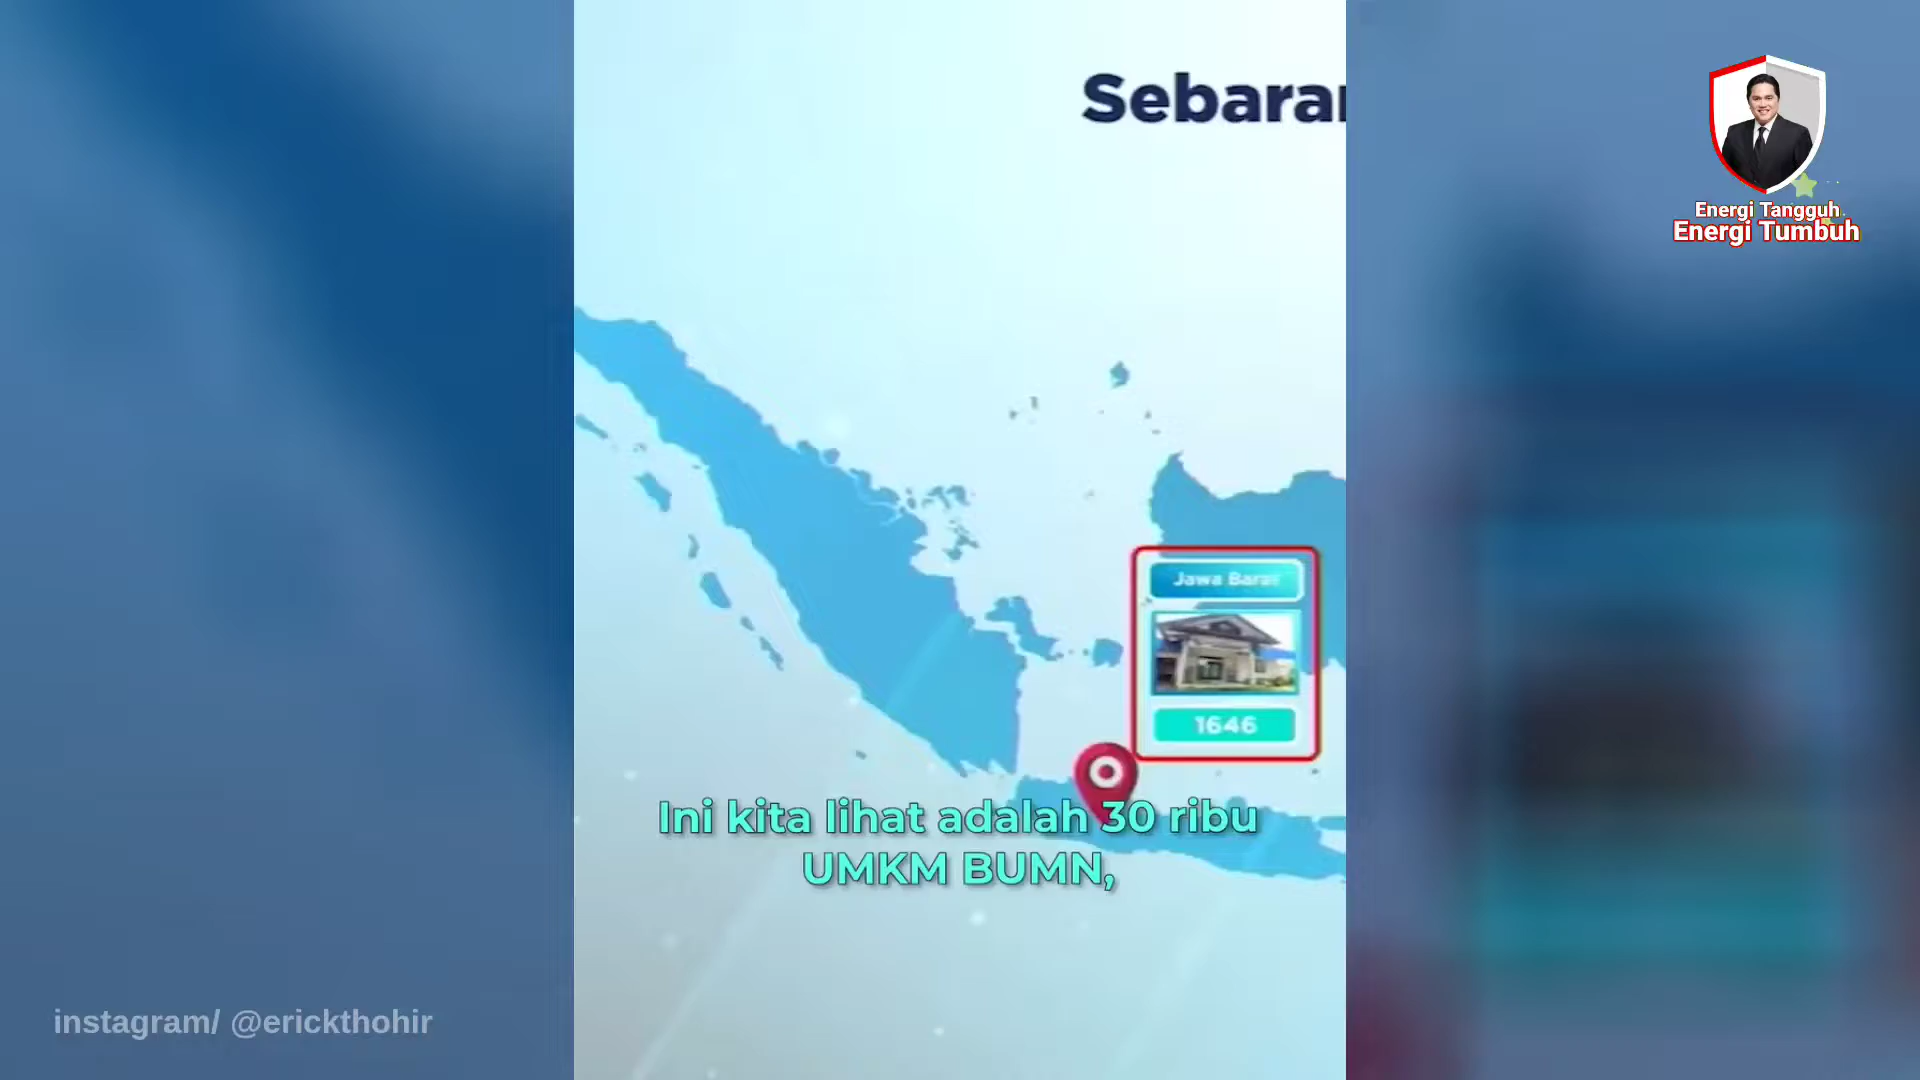 Sebaran
Energi Tangguh
Energi Tumbuh
Jawa Barat
1646
Ini kita lihat adalah 30 ribu
UMKM BUMN,
instagram/ @erickthohir